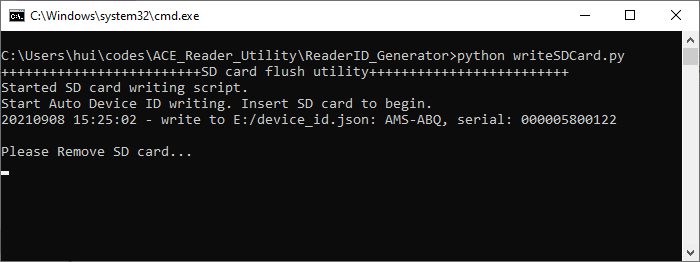 C:\Windows\system32\cmd.exe
C:\Users\hui\codes\ACE_Reader_Utility\ReaderID_Generator>python writeSDCard.py
+++++++++++++++++++++++++SD card flush utility+++++++++++++++++++++++++
Started SD card writing script.
Start Auto Device ID writing. Insert SD card to begin.
20210908 15:25:02 - write to E:/device_id.json: AMS-ABQ, serial: 000005800122
Please Remove SD card...